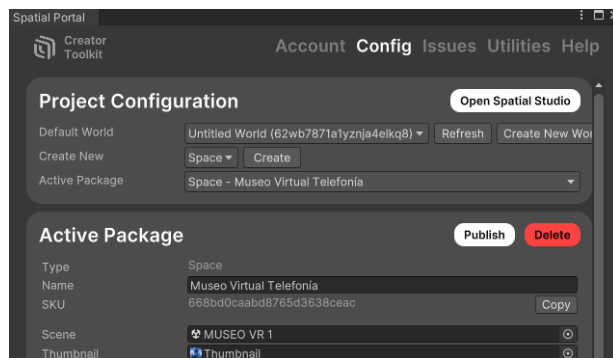 Spatial Portal
Creator
Toolkit
Account Config Issues Utilities Help
Project Configuration
Open Spatial Studio
Default World
Untitled World (62wb7871a1yznja4elkq8)
Refresh
Create New Wor
Create New
Space
Create
Active Package
Space - Museo Virtual Telefonía
Active Package
Publish
Delete
Type
Space
Name
Museo Virtual Telefonía
SKU
668bd0caabd8765d3638ceac
Copy
Scene
MUSEO VR 1
Thumbnail
Thumbnail